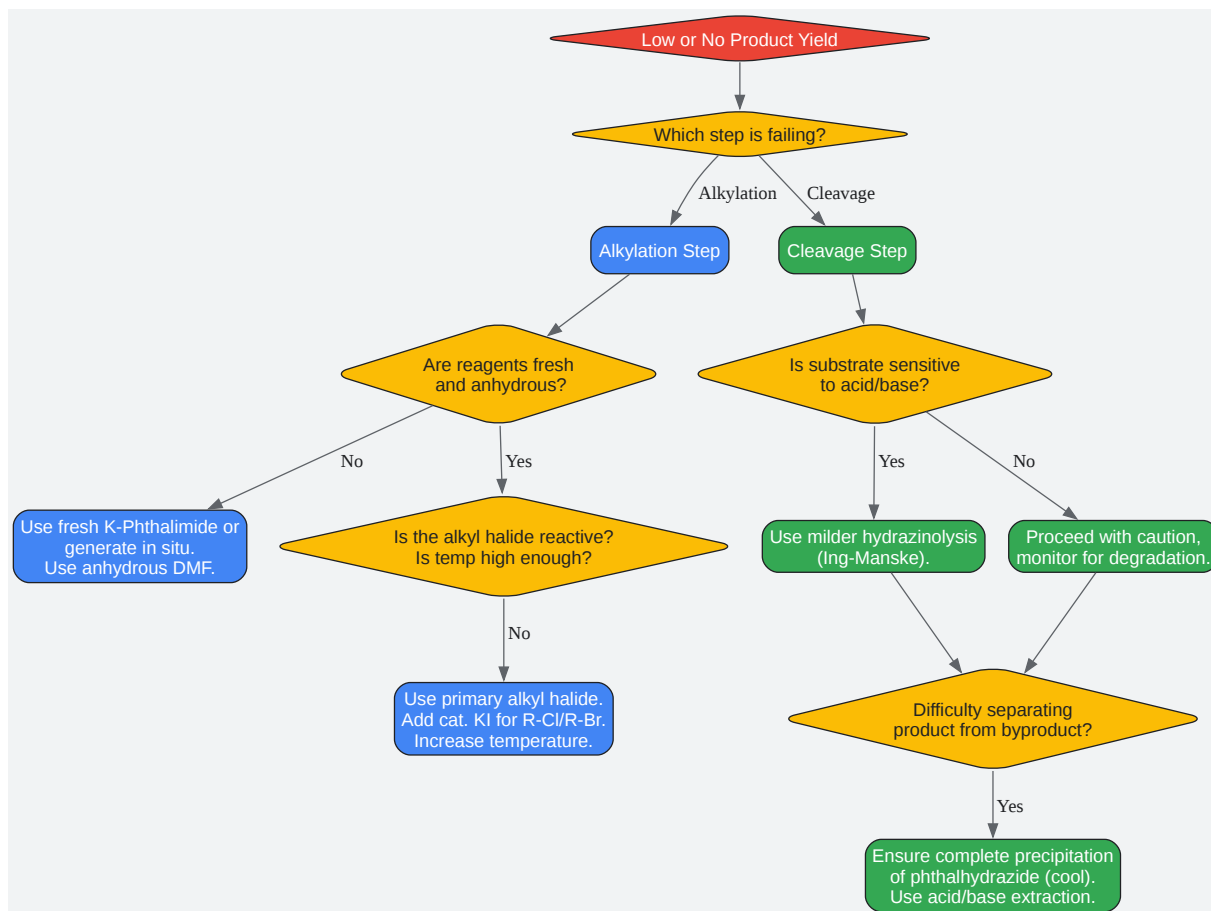 Low or No Product Yield
Which step is failing?
Alkylation
Cleavage
Alkylation Step
Cleavage Step
Are reagents fresh
and anhydrous?
Is substrate sensitive
to acid/base?
No
Yes
Yes
No
Use fresh K-Phthalimide or
generate in situ.
Use anhydrous DMF.
Is the alkyl halide reactive?
Is temp high enough?
Use milder hydrazinolysis
(Ing-Manske).
Proceed with caution,
monitor for degradation.
No
Use primary alkyl halide.
Add cat. KI for R-Cl/R-Br.
Increase temperature.
Difficulty separating
product from byproduct?
Yes
Ensure complete precipitation
of phthalhydrazide (cool).
Use acid/base extraction.